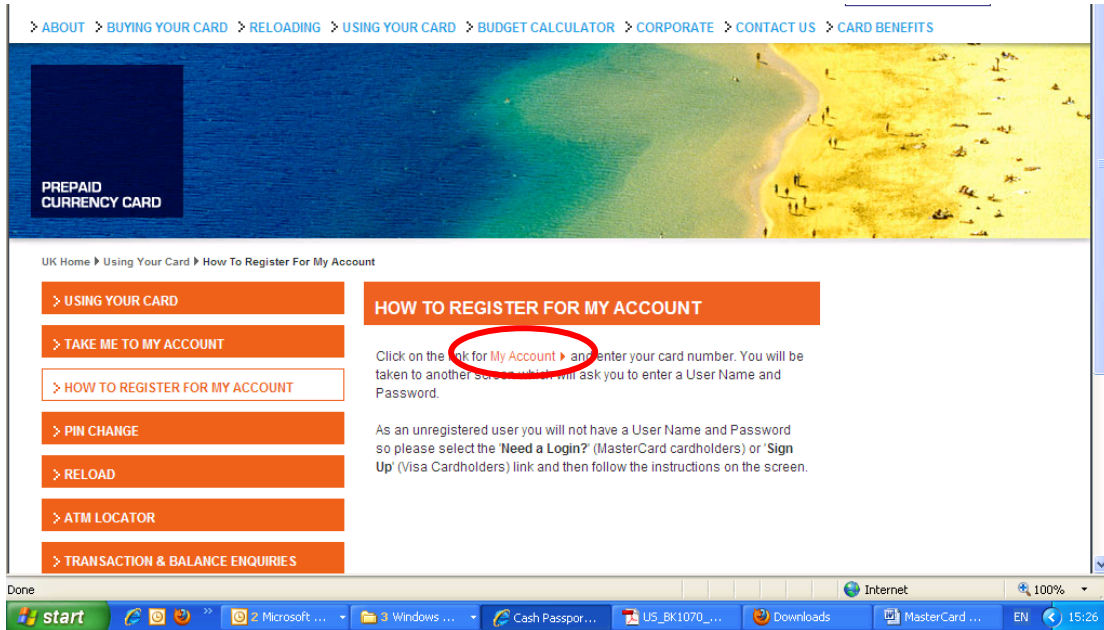 ABOUT BUYING YOUR CARD RELOADING USING YOUR CARD BUDGET CALCULATOR CORPORATE CONTACT US CARD BENEFITS
PREPAID
CURRENCY CARD
UK Home Using Your Card How To Register For My Account
USING YOUR CARD
TAKE ME TO MY ACCOUNT
HOW TO REGISTER FOR MY ACCOUNT
PIN CHANGE
RELOAD
ATM LOCATOR
TRANSACTION & BALANCE ENQUIRIES
HOW TO REGISTER FOR MY ACCOUNT
Click on the link for My Account and enter your card number. You will be
taken to another screen which will ask you to enter a User Name and
Password.
As an unregistered user you will not have a User Name and Password
so please select the 'Need a Login?' (MasterCard cardholders) or 'Sign
Up' (Visa Cardholders) link and then follow the instructions on the screen.
Done Internet 100%
start 2 Microsoft ... 3 Windows ... Cash Passpor... US_BK1070_... Downloads MasterCard ... EN 15:26